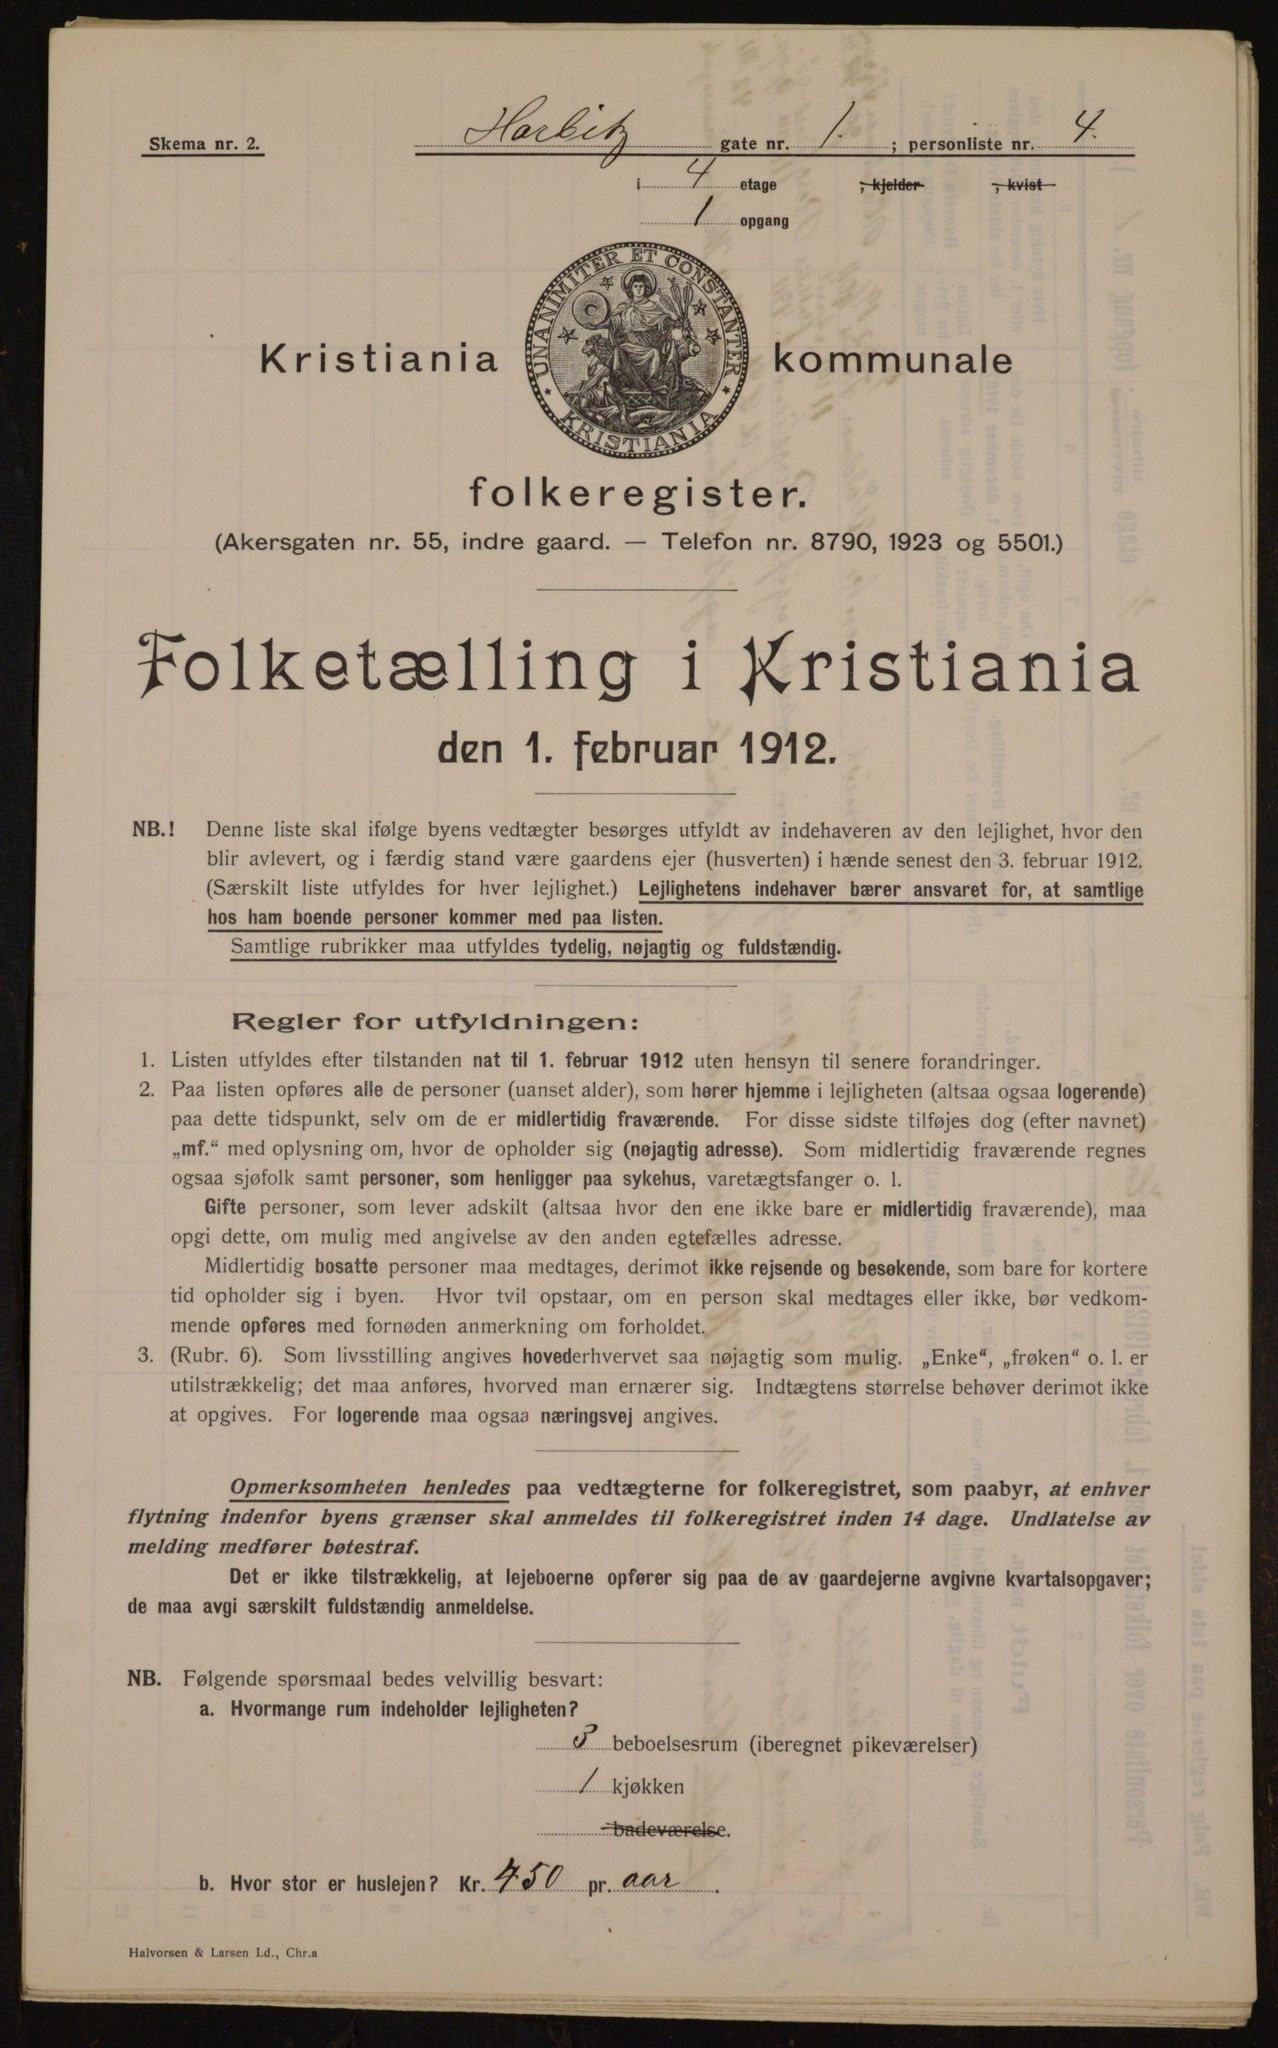 Skema nr. 2.
Harbitz gate nr. 1. ; personliste nr. 4.
i 4 etage ; kjelder , kvist
1 opgang
UNANIMITER ET CONSTANTER
KRISTIANIA
Kristiania kommunale
folkeregister.
(Akersgaten nr. 55, indre gaard. — Telefon nr. 8790, 1923 og 5501.)
Folketælling i Kristiania
den 1. februar 1912.
NB.! Denne liste skal ifølge byens vedtægter besørges utfyldt av indehaveren av den lejlighet, hvor den
blir avlevert, og i færdig stand være gaardens ejer (husverten) i hænde senest den 3. februar 1912.
(Særskilt liste utfyldes for hver lejlighet.) Lejlighetens indehaver bærer ansvaret for, at samtlige
hos ham boende personer kommer med paa listen.
Samtlige rubrikker maa utfyldes tydelig, nøjagtig og fuldstændig.
Regler for utfyldningen:
1. Listen utfyldes efter tilstanden nat til 1. februar 1912 uten hensyn til senere forandringer.
2. Paa listen opføres alle de personer (uanset alder), som hører hjemme i lejligheten (altsaa ogsaa logerende)
paa dette tidspunkt, selv om de er midlertidig fraværende. For disse sidste tilføjes dog (efter navnet)
„mf.“ med oplysning om, hvor de opholder sig (nøjagtig adresse). Som midlertidig fraværende regnes
ogsaa sjøfolk samt personer, som henligger paa sykehus, varetægtsfanger o. l.
Gifte personer, som lever adskilt (altsaa hvor den ene ikke bare er midlertidig fraværende), maa
opgi dette, om mulig med angivelse av den anden egtefælles adresse.
Midlertidig bosatte personer maa medtages, derimot ikke rejsende og besøkende, som bare for kortere
tid opholder sig i byen. Hvor tvil opstaar, om en person skal medtages eller ikke, bør vedkom-
mende opføres med fornøden anmerkning om forholdet.
3. (Rubr. 6). Som livsstilling angives hovederhvervet saa nøjagtig som mulig. „Enke“, „frøken“ o. l. er
utilstrækkelig; det maa anføres, hvorved man ernærer sig. Indtægtens størrelse behøver derimot ikke
at opgives. For logerende maa ogsaa næringsvej angives.
Opmerksomheten henledes paa vedtægterne for folkeregistret, som paabyr, at enhver
flytning indenfor byens grænser skal anmeldes til folkeregistret inden 14 dage. Undlatelse av
melding medfører bøtestraf.
Det er ikke tilstrækkelig, at lejeboerne opfører sig paa de av gaardejerne avgivne kvartalsopgaver;
de maa avgi særskilt fuldstændig anmeldelse.
NB. Følgende spørsmaal bedes velvillig besvart:
a. Hvormange rum indeholder lejligheten?
3 beboelsesrum (iberegnet pikeværelser)
1 kjøkken
badeværelse.
b. Hvor stor er huslejen? Kr. 450 pr. aar.
Halvorsen & Larsen Ld., Chr.a